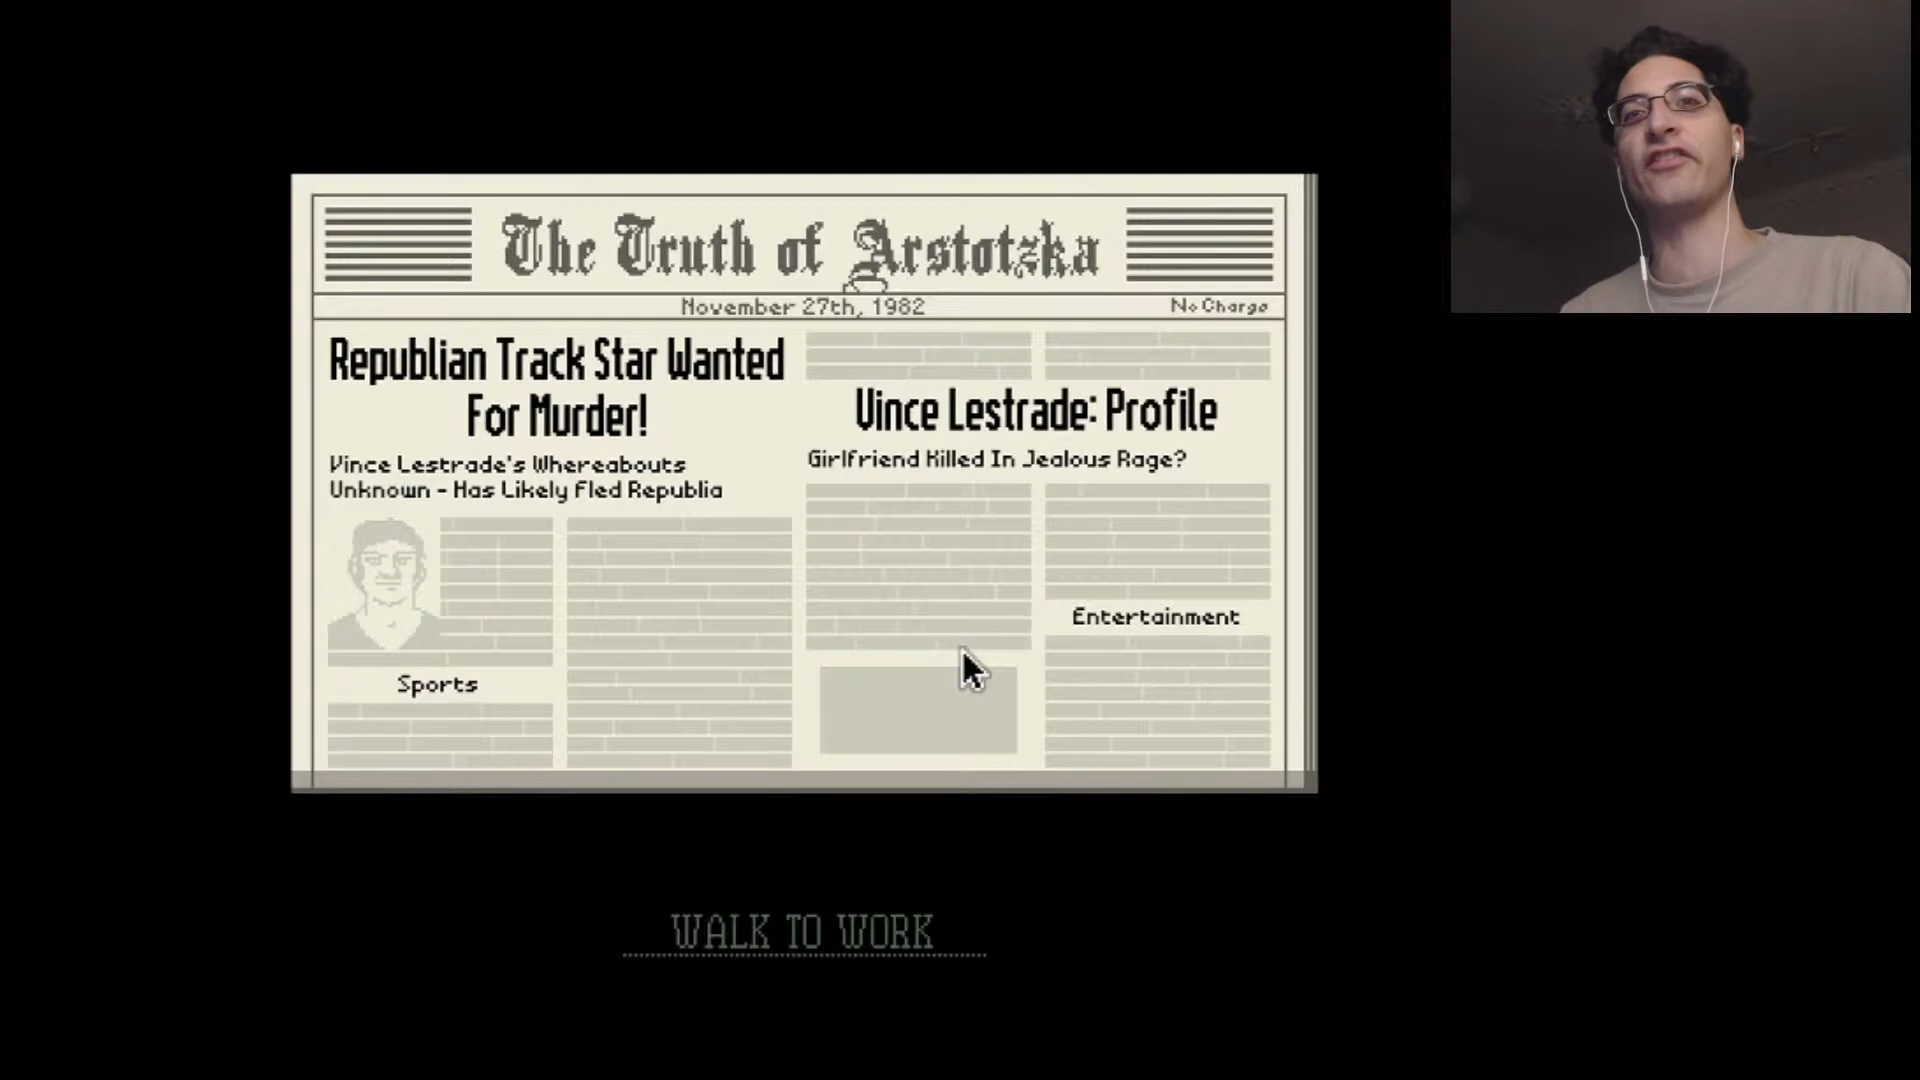 The Truth of Arstotzka
November 27th, 1982
No Charge
Republian Track Star Wanted
For Murder!
Vince Lestrade's Whereabouts
Unknown - Has Likely Fled Republia
Sports
Vince Lestrade: Profile
Girlfriend Killed In Jealous Rage?
Entertainment
WALK TO WORK